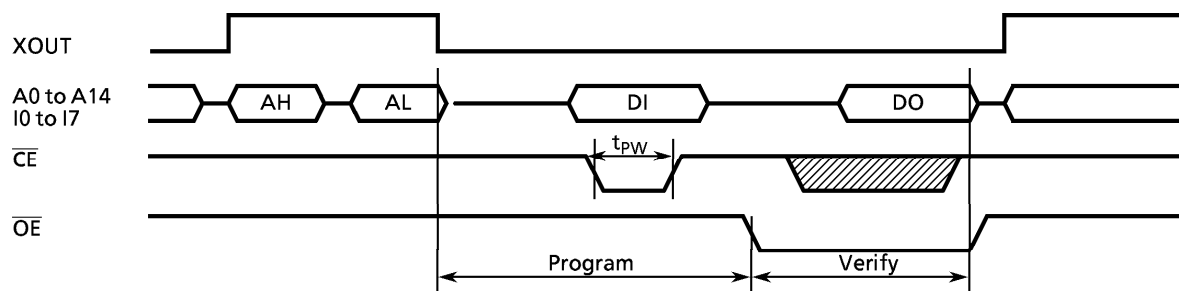 XOUT
A0 to A14
I0 to I7
AH AL DI DO
CE
tPW
OE
Program Verify